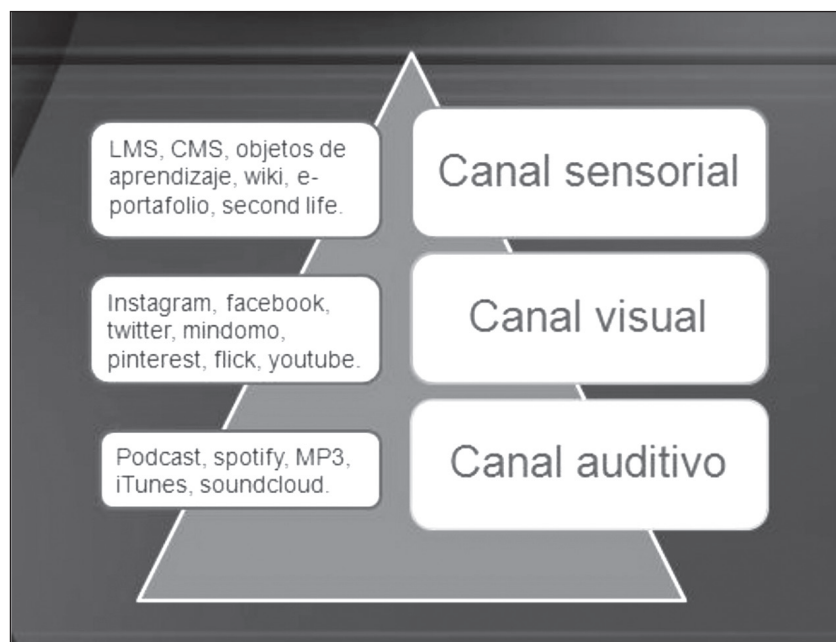 LMS, CMS, objetos de
aprendizaje, wiki, e-
portafolio, second life.
Canal sensorial
Instagram, facebook,
twitter, mindomo,
pinterest, flick, youtube.
Canal visual
Podcast, spotify, MP3,
iTunes, soundcloud.
Canal auditivo